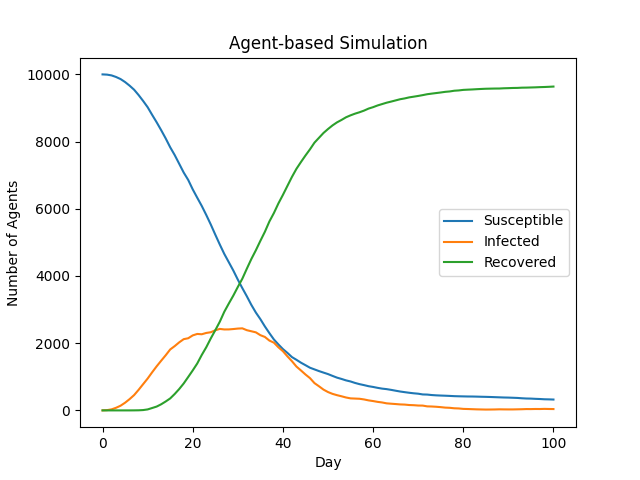 Agent-based Simulation
Number of Agents
10000
8000
6000
4000
2000
0
Susceptible
Infected
Recovered
0 20 40 60 80 100
Day